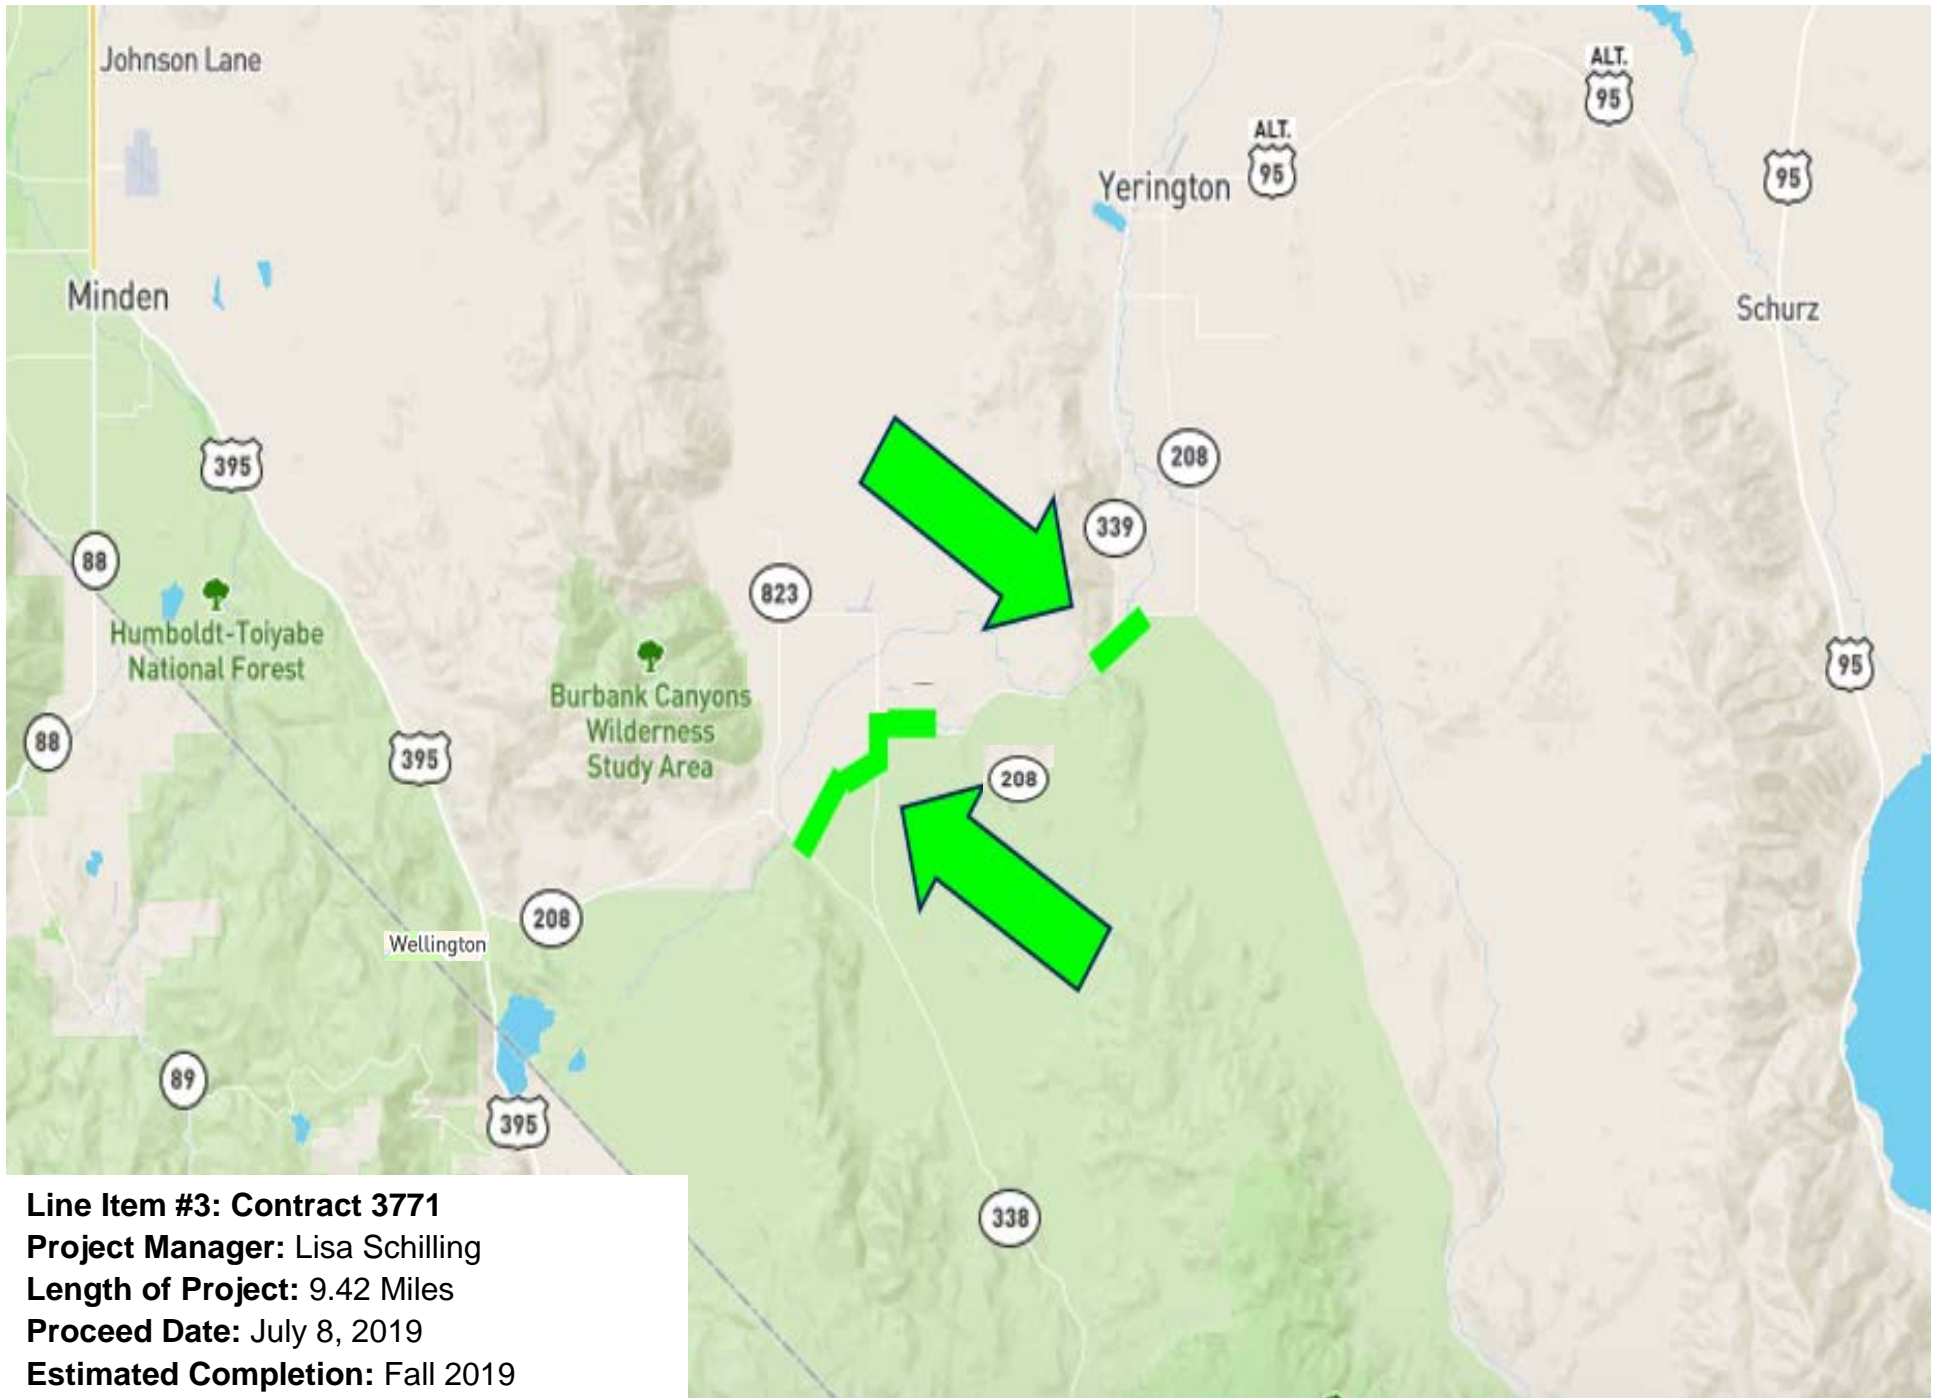 Johnson Lane
ALT.
95
ALT.
95
95
Yerington
Minden
Schurz
395
208
339
88
823
Humboldt-Toiyabe
National Forest
95
Burbank Canyons
Wilderness
Study Area
88
395
208
208
Wellington
89
395
338
Line Item #3: Contract 3771
Project Manager: Lisa Schilling
Length of Project: 9.42 Miles
Proceed Date: July 8, 2019
Estimated Completion: Fall 2019